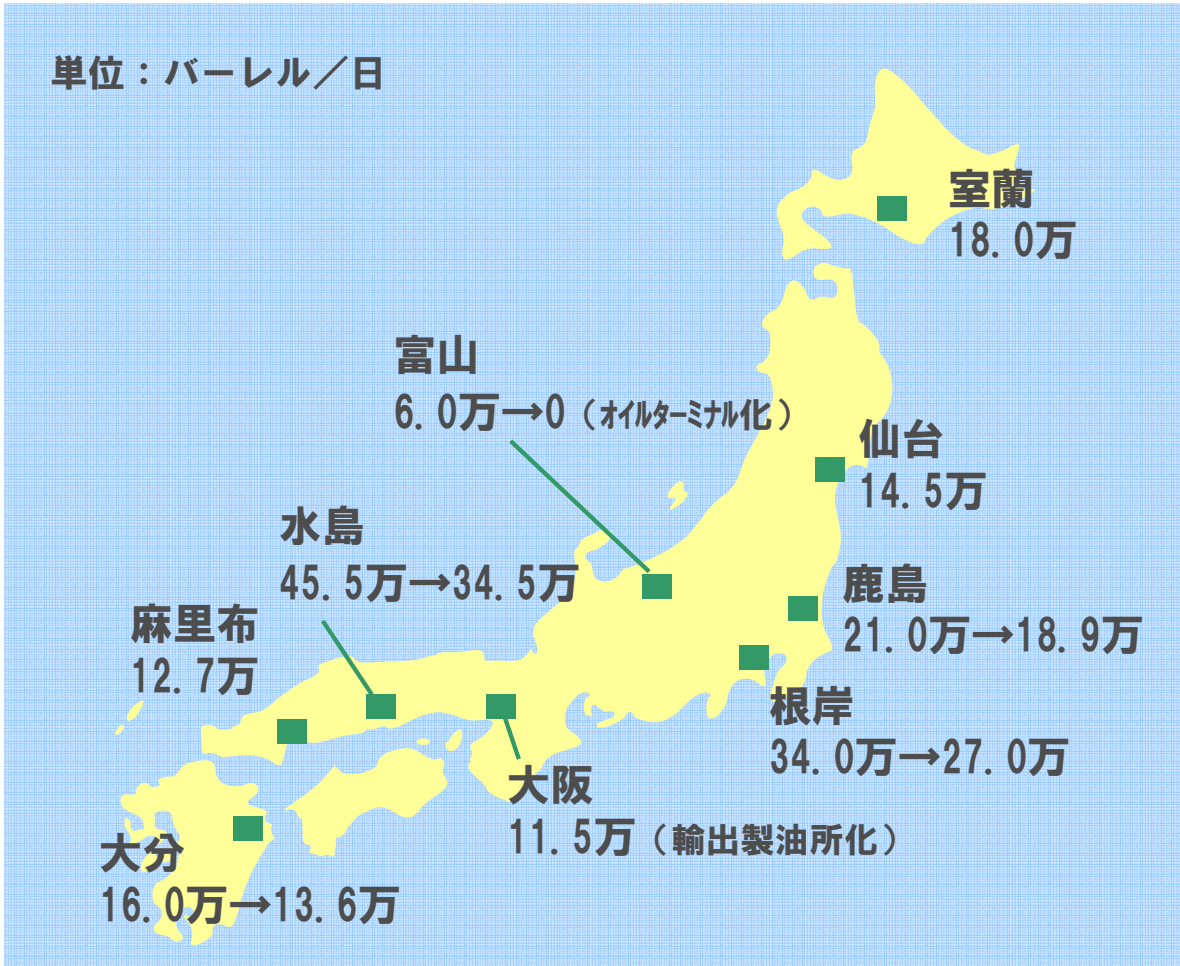 単位：バーレル／日
室蘭
18.0万
富山
6.0万→0（オイルターミナル化）
仙台
14.5万
水島
45.5万→34.5万
鹿島
21.0万→18.9万
麻里布
12.7万
根岸
34.0万→27.0万
大阪
11.5万（輸出製油所化）
大分
16.0万→13.6万